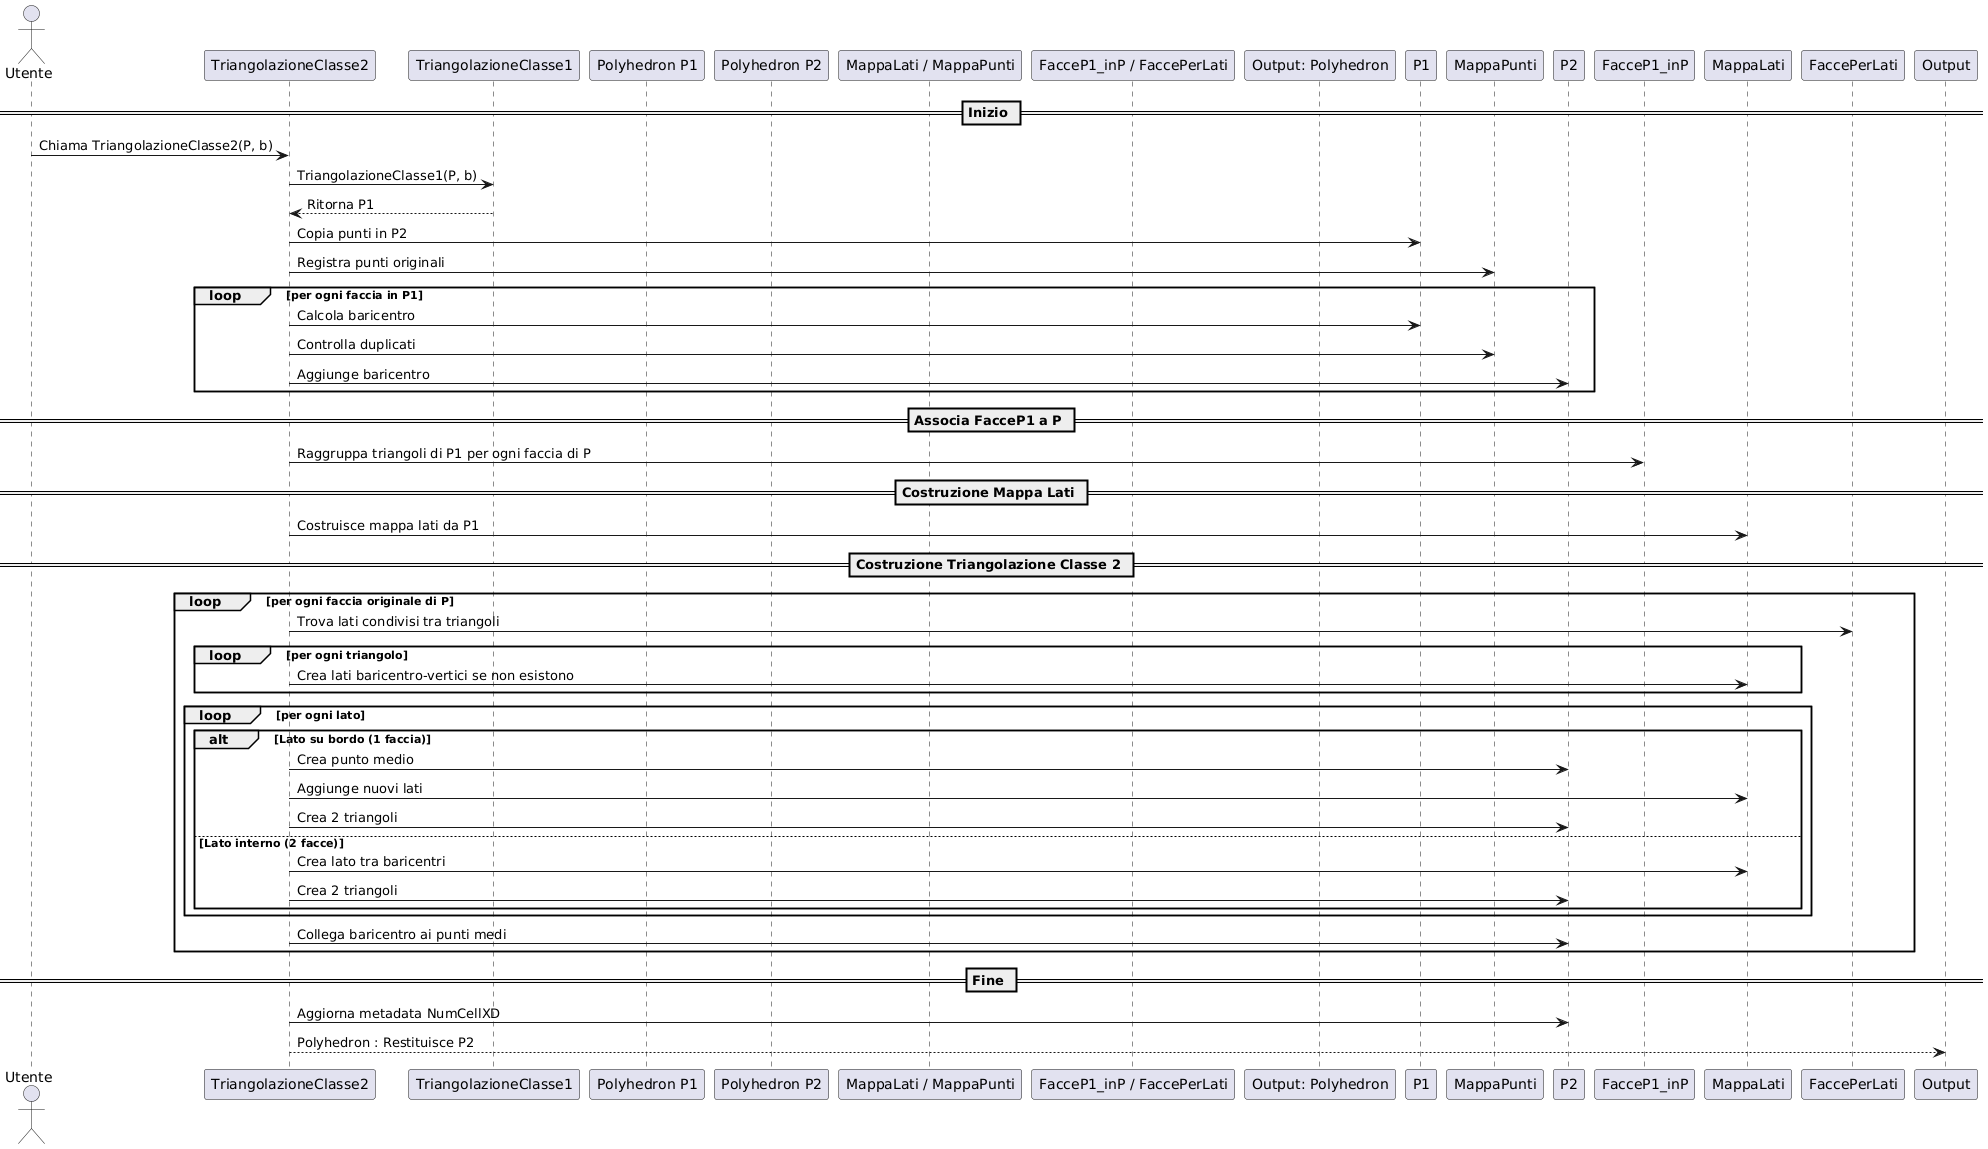 Utente
TriangolazioneClasse2 TriangolazioneClasse1 Polyhedron P1 Polyhedron P2 MappaLati / MappaPunti FacceP1_inP / FaccePerLati Output: Polyhedron P1 MappaPunti P2 FacceP1_inP MappaLati FaccePerLati Output
Inizio
Chiama TriangolazioneClasse2(P, b)
TriangolazioneClasse1(P, b)
Ritorna P1
Copia punti in P2
Registra punti originali
loop [per ogni faccia in P1]
Calcola baricentro
Controlla duplicati
Aggiunge baricentro
Associa FacceP1 a P
Raggruppa triangoli di P1 per ogni faccia di P
Costruzione Mappa Lati
Costruisce mappa lati da P1
Costruzione Triangolazione Classe 2
loop [per ogni faccia originale di P]
Trova lati condivisi tra triangoli
loop [per ogni triangolo]
Crea lati baricentro-vertici se non esistono
loop [per ogni lato]
alt [Lato su bordo (1 faccia)]
Crea punto medio
Aggiunge nuovi lati
Crea 2 triangoli
[Lato interno (2 facce)]
Crea lato tra baricentri
Crea 2 triangoli
Collega baricentro ai punti medi
Fine
Aggiorna metadata NumCellXD
Polyhedron : Restituisce P2
Utente
TriangolazioneClasse2 TriangolazioneClasse1 Polyhedron P1 Polyhedron P2 MappaLati / MappaPunti FacceP1_inP / FaccePerLati Output: Polyhedron P1 MappaPunti P2 FacceP1_inP MappaLati FaccePerLati Output